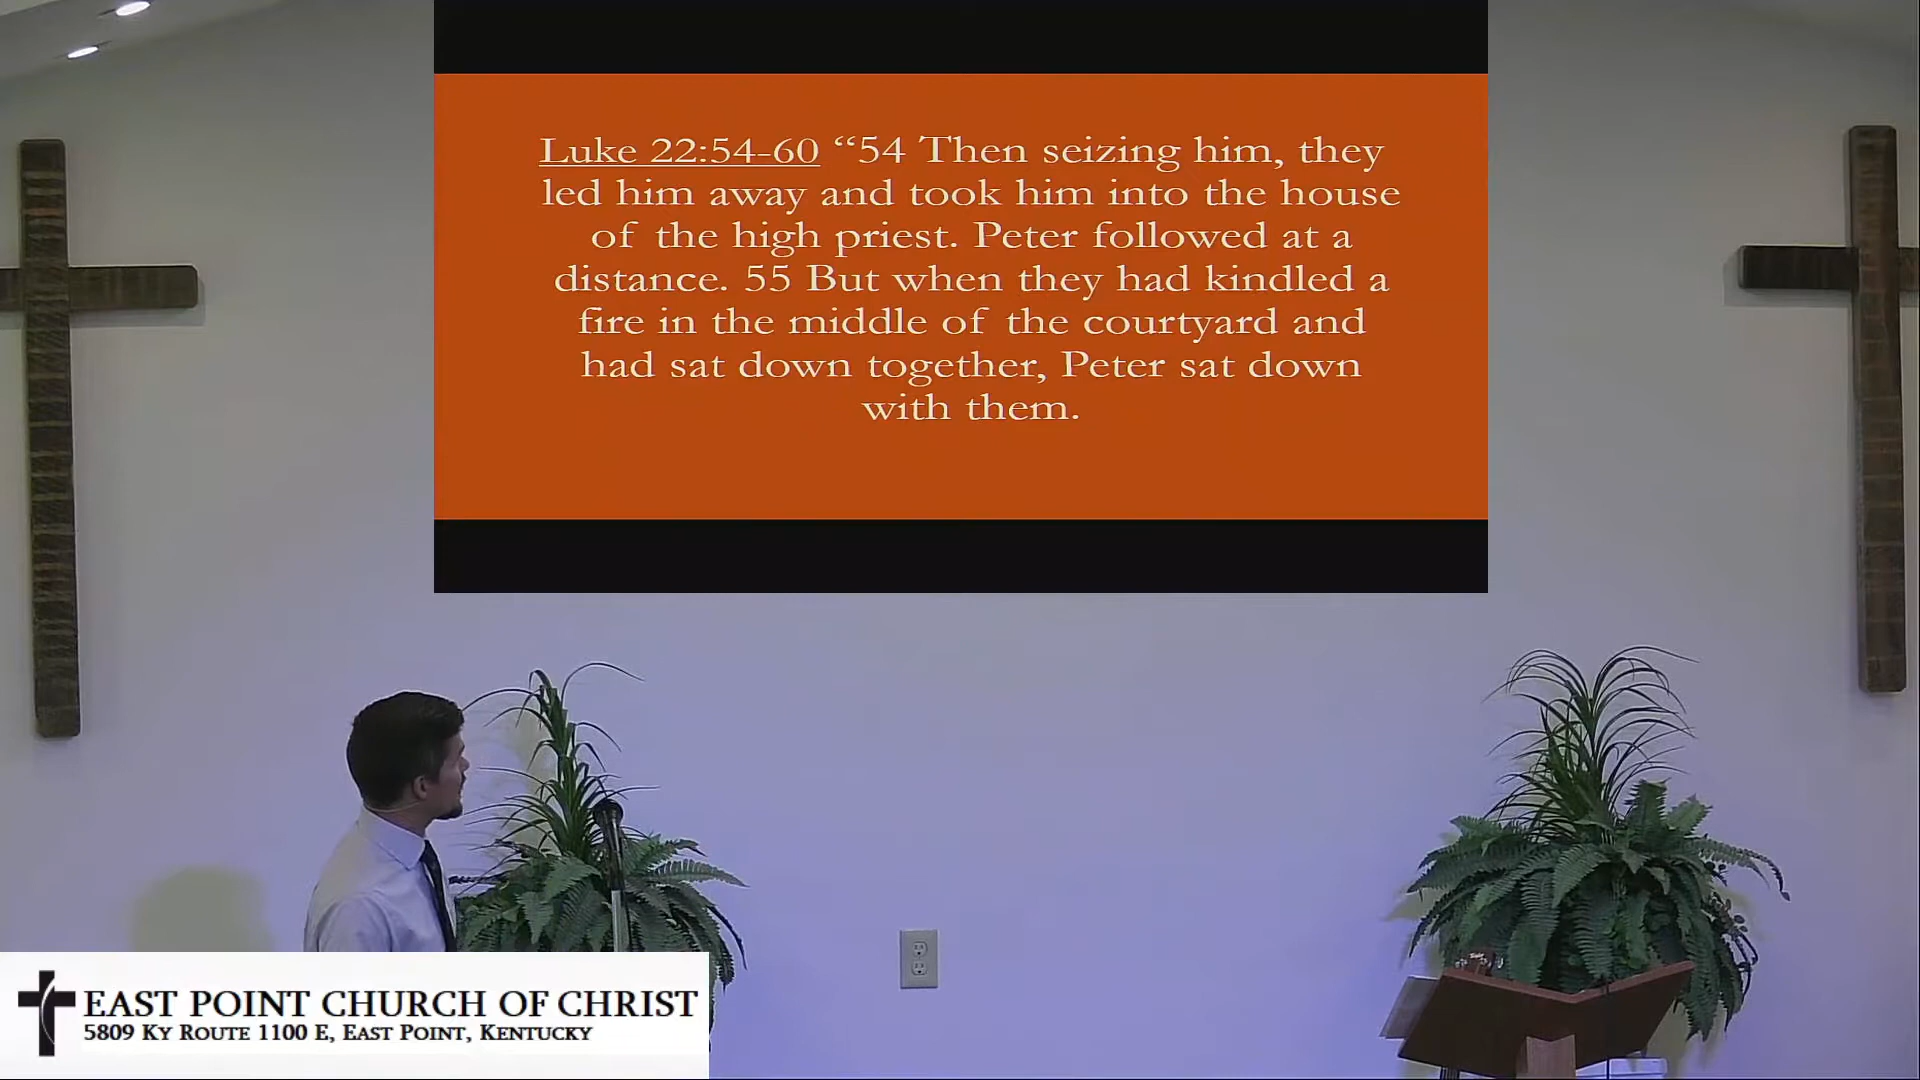 Luke 22:54-60 “54 Then seizing him, they
led him away and took him into the house
of the high priest. Peter followed at a
distance. 55 But when they had kindled a
fire in the middle of the courtyard and
had sat down together, Peter sat down
with them.
EAST POINT CHURCH OF CHRIST
5809 KY ROUTE 1100 E, EAST POINT, KENTUCKY